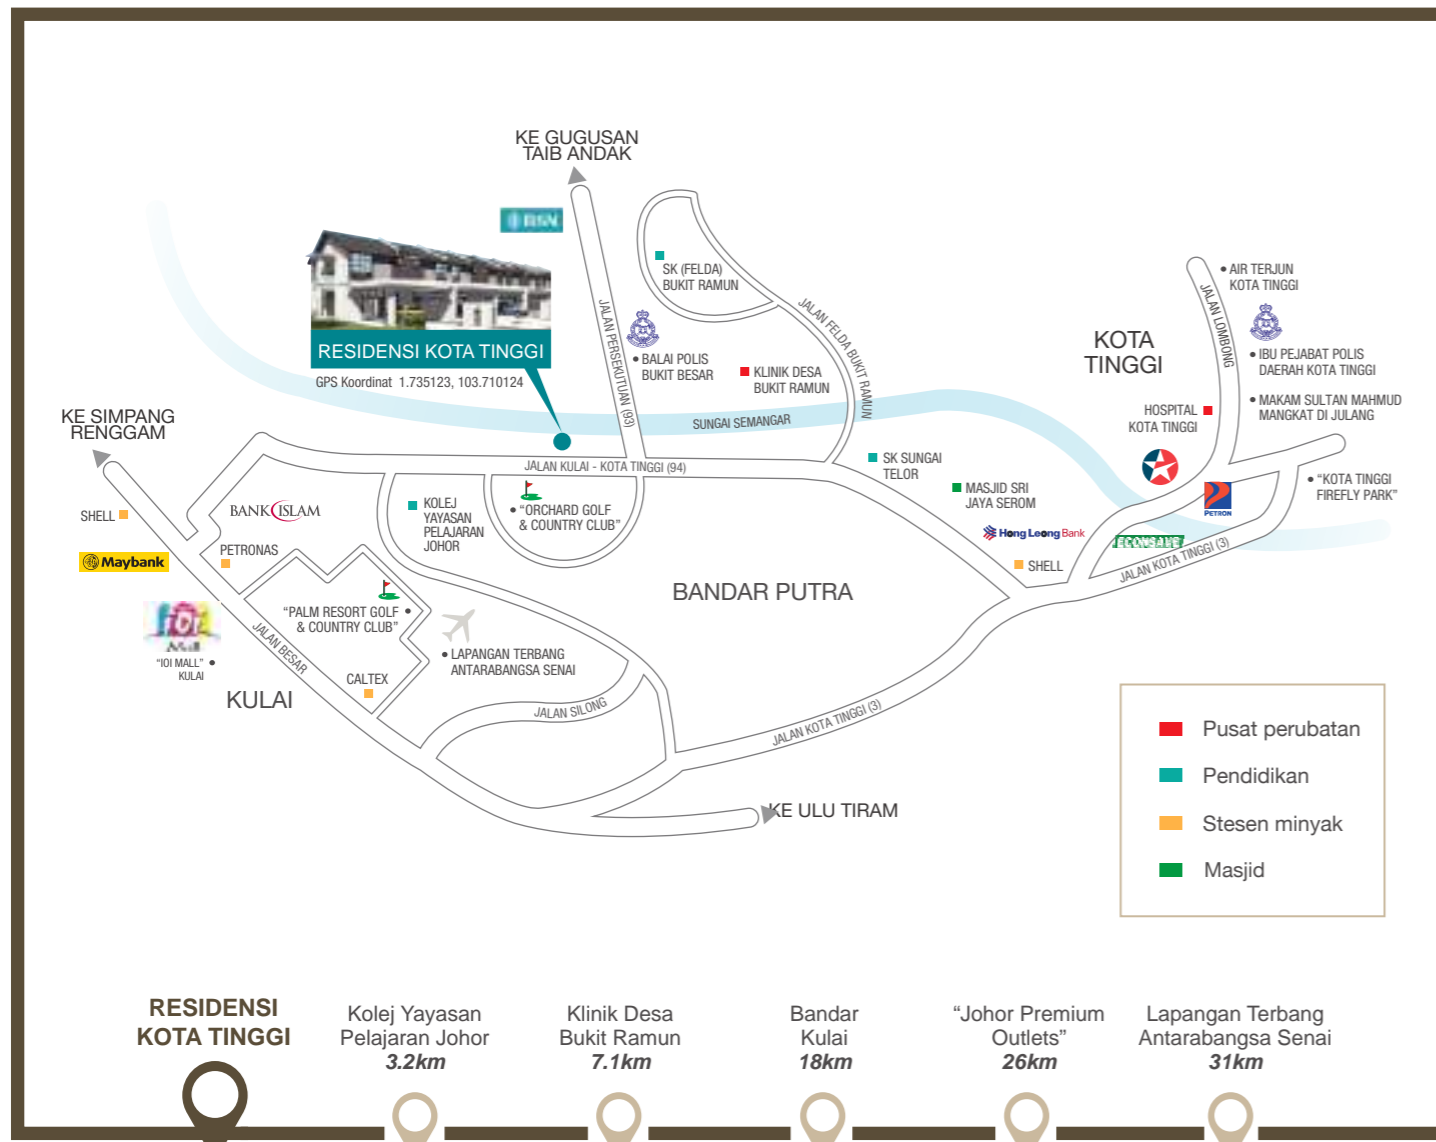 KE GUGUSAN
TAIB ANDAK
BSN
RESIDENSI KOTA TINGGI
GPS Koordinat  1.735123, 103.710124
SK (FELDA)
BUKIT RAMUN
JALAN PERSEKUTUAN (93)
JALAN FELDA BUKIT RAMUN
• BALAI POLIS
BUKIT BESAR
KLINIK DESA
BUKIT RAMUN
SUNGAI SEMANGAR
KOTA
TINGGI
JALAN LOMBONG
• AIR TERJUN
KOTA TINGGI
• IBU PEJABAT POLIS
DAERAH KOTA TINGGI
• MAKAM SULTAN MAHMUD
MANGKAT DI JULANG
HOSPITAL
KOTA TINGGI
KE SIMPANG
RENGGAM
JALAN KULAI - KOTA TINGGI (94)
SK SUNGAI
TELOR
MASJID SRI
JAYA SEROM
• “KOTA TINGGI
FIREFLY PARK”
PETRON
SHELL
BANK ISLAM
KOLEJ
YAYASAN
PELAJARAN
JOHOR
• “ORCHARD GOLF
& COUNTRY CLUB”
Hong Leong Bank
ECONSAVE
SHELL
JALAN KOTA TINGGI (3)
Maybank
PETRONAS
BANDAR PUTRA
“PALM RESORT GOLF •
& COUNTRY CLUB”
IOI
Mall
“IOI MALL” •
KULAI
JALAN BESAR
• LAPANGAN TERBANG
ANTARABANGSA SENAI
CALTEX
KULAI
JALAN SILONG
JALAN KOTA TINGGI (3)
KE ULU TIRAM
Pusat perubatan
Pendidikan
Stesen minyak
Masjid
RESIDENSI
KOTA TINGGI
Kolej Yayasan
Pelajaran Johor
3.2km
Klinik Desa
Bukit Ramun
7.1km
Bandar
Kulai
18km
“Johor Premium
Outlets”
26km
Lapangan Terbang
Antarabangsa Senai
31km